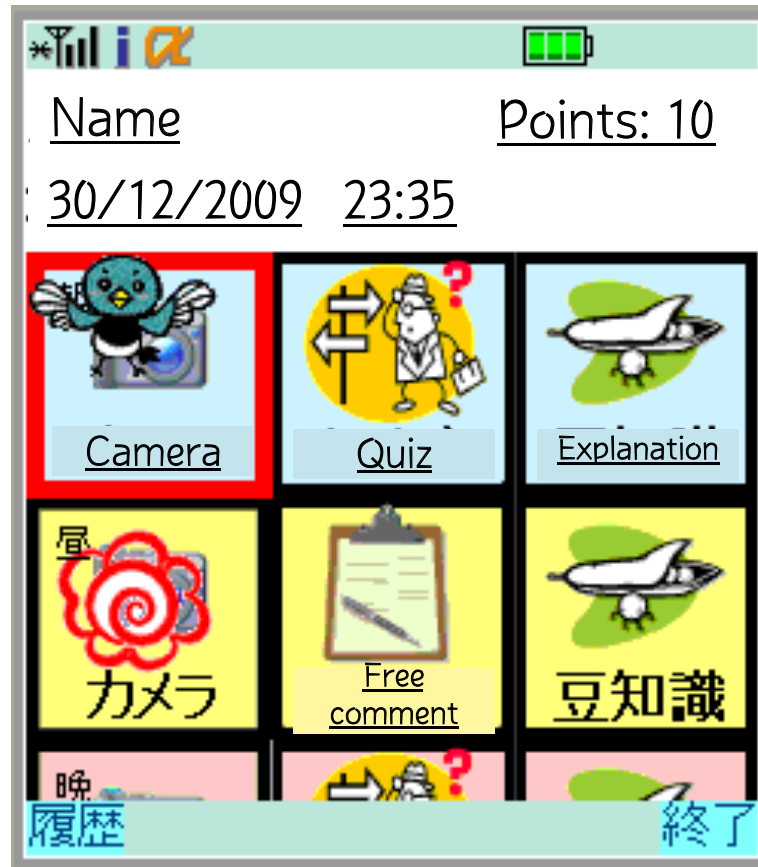 Name Points: 10
30/12/2009 23:35
Camera Quiz Explanation
昼
カメラ Free
comment 豆知識
晩
履歴 終了